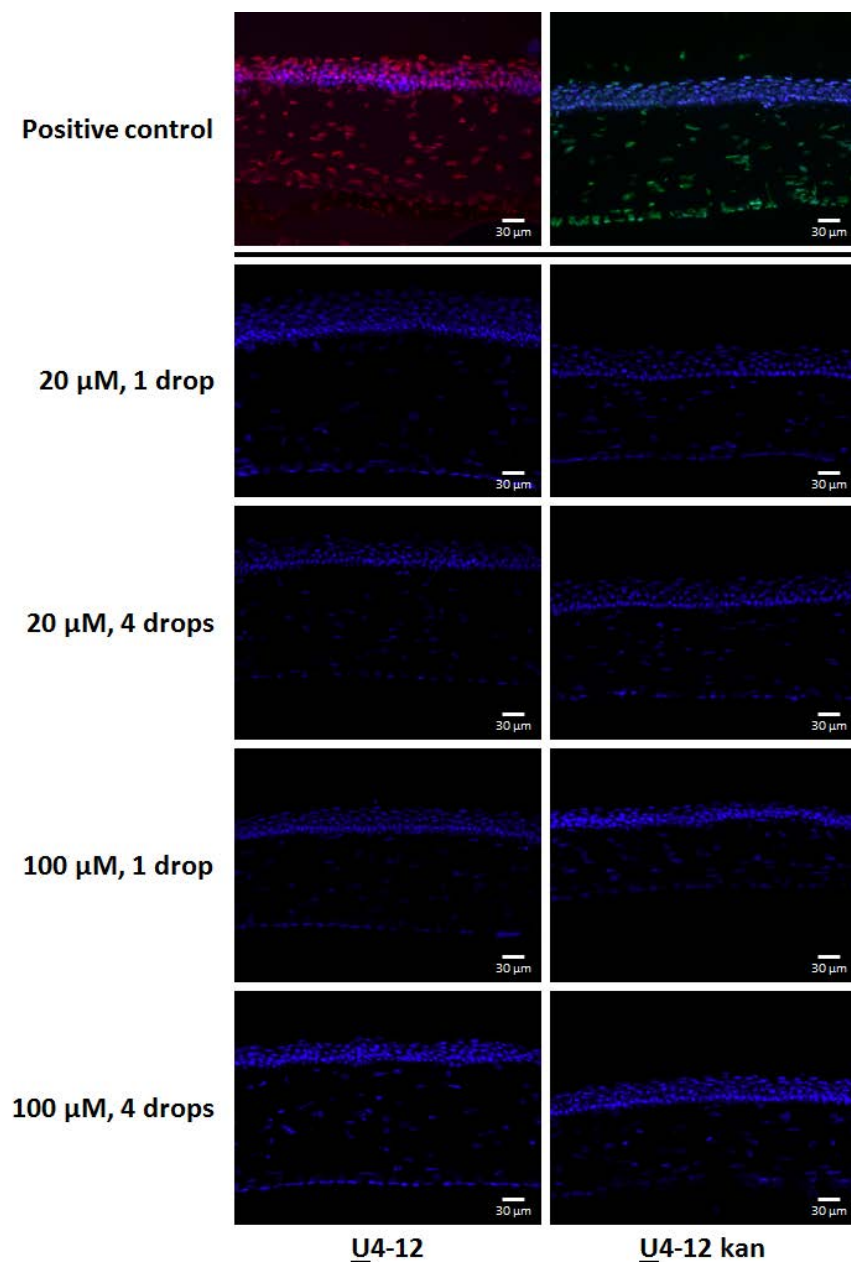 Positive control
30 µm
30 µm
20 µM, 1 drop
30 µm
30 µm
20 µM, 4 drops
30 µm
30 µm
100 µM, 1 drop
30 µm
30 µm
100 µM, 4 drops
30 µm
30 µm
U4-12
U4-12 kan